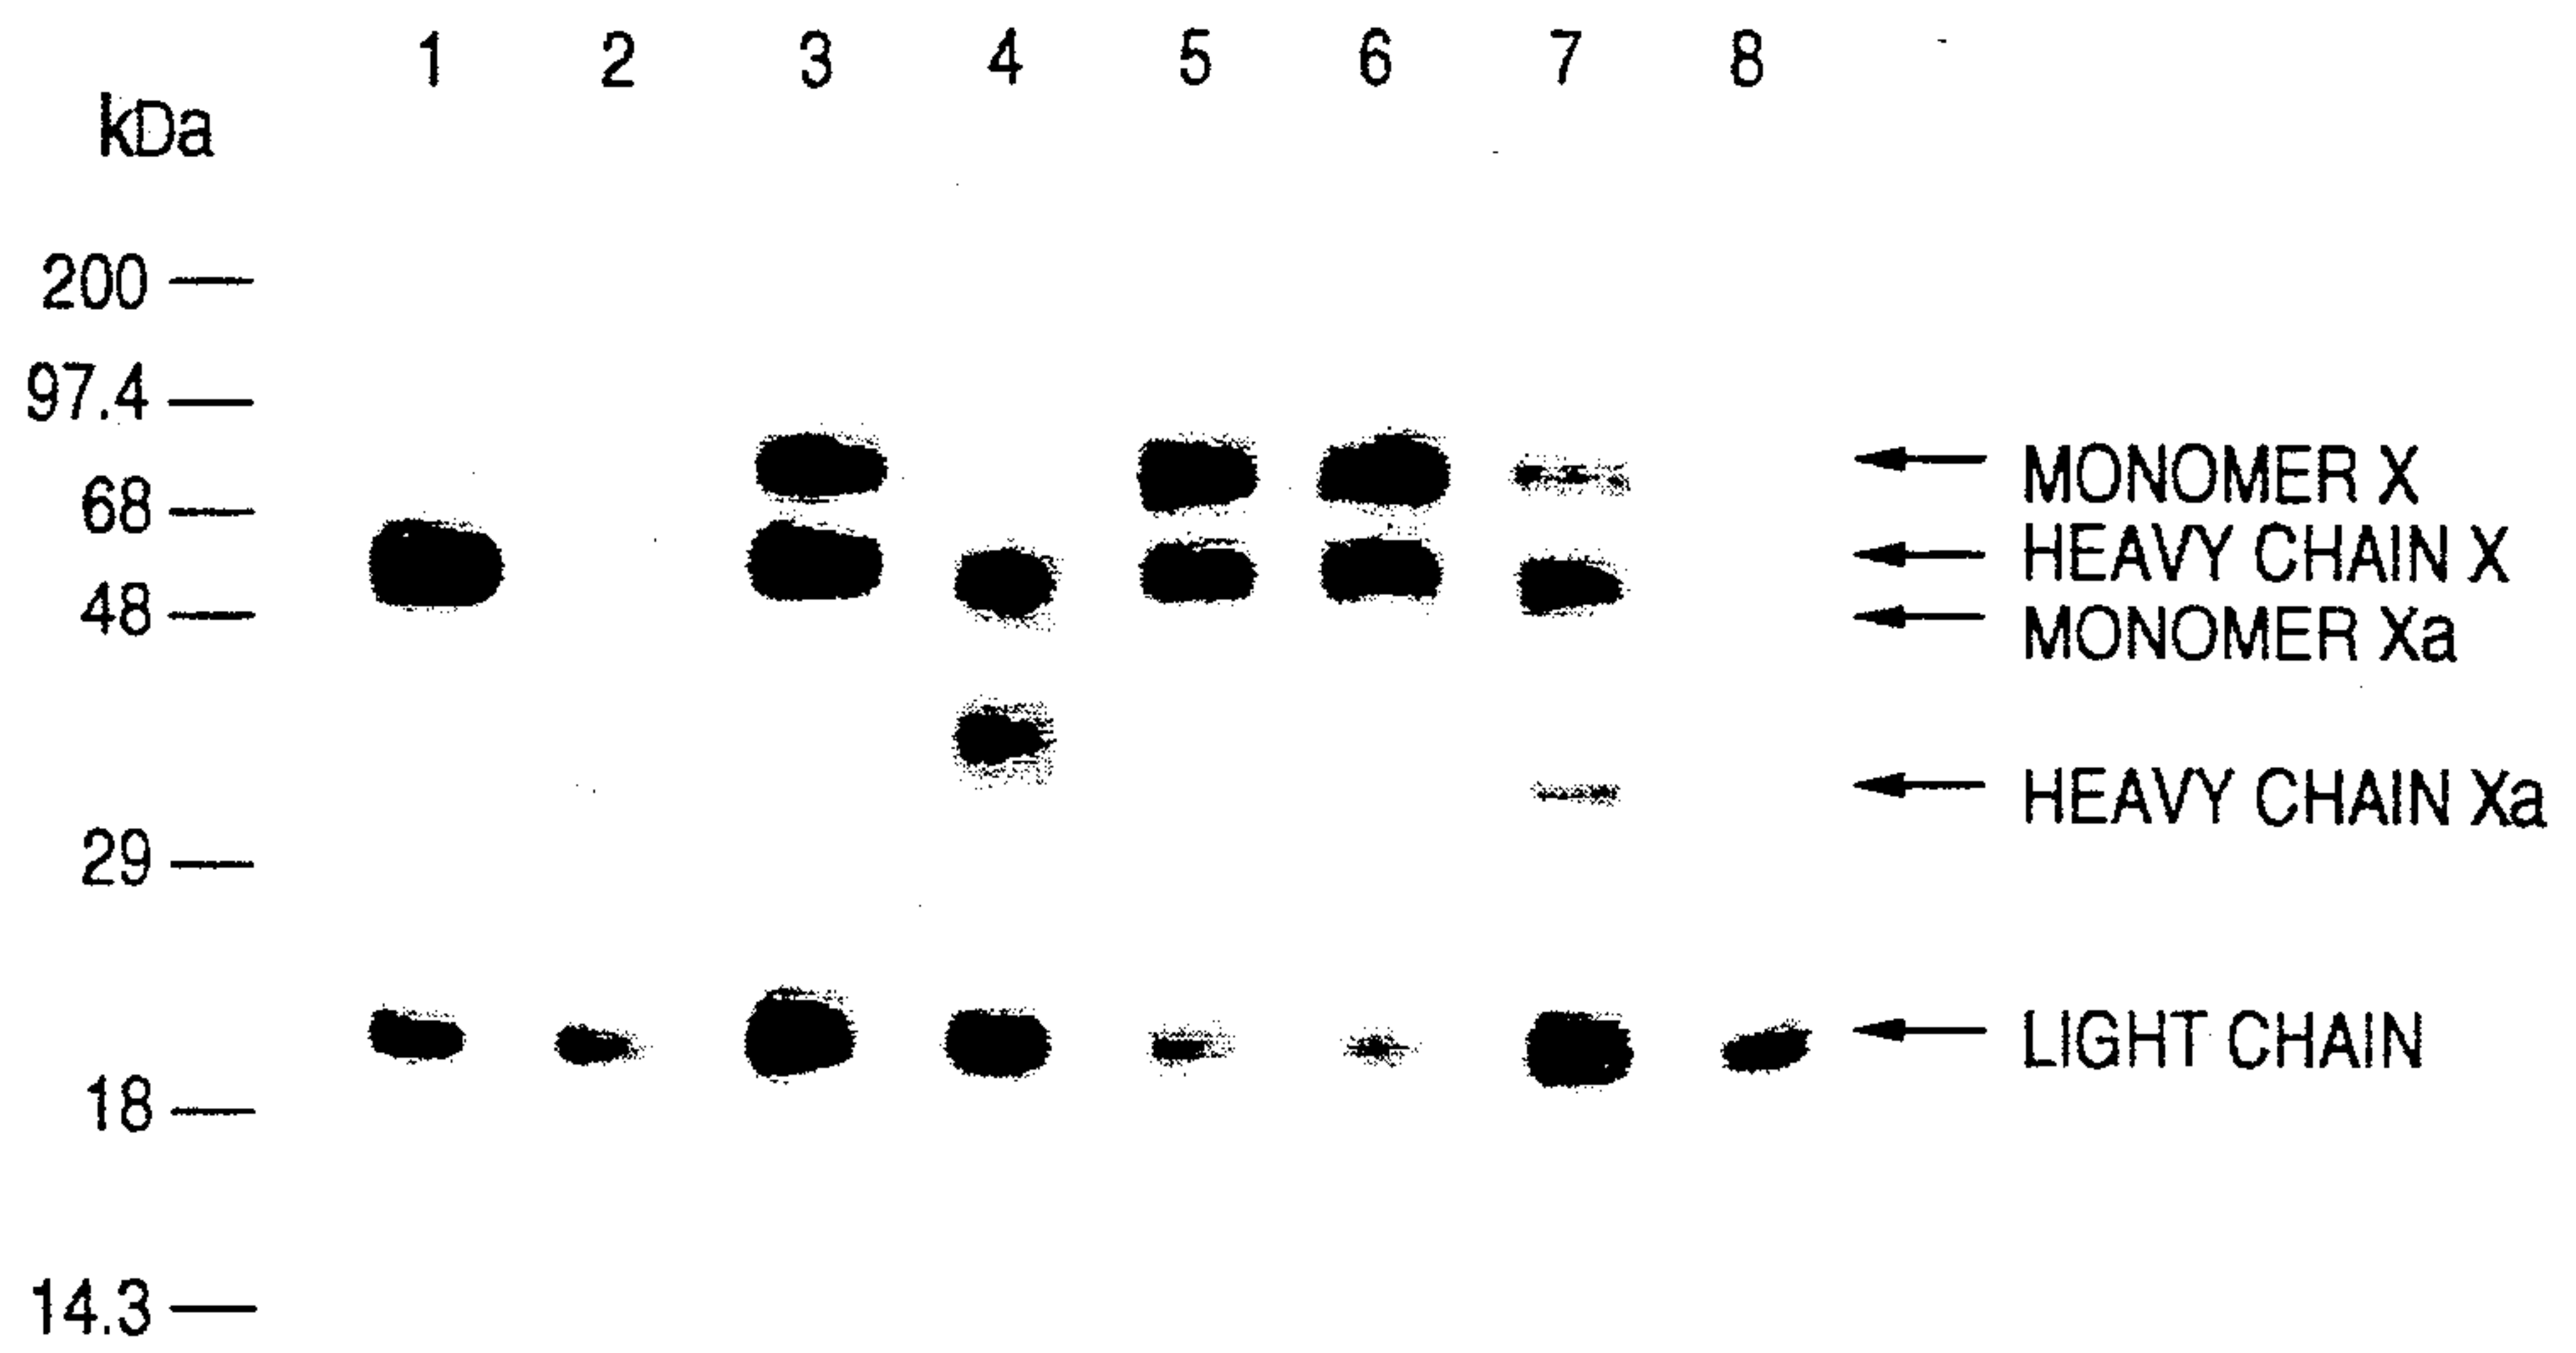 1 2 3 4 5 6 7 8
kDa
200
97.4
68
48
29
18
14.3
MONOMER X
HEAVY CHAIN X
MONOMER Xa
HEAVY CHAIN Xa
LIGHT CHAIN